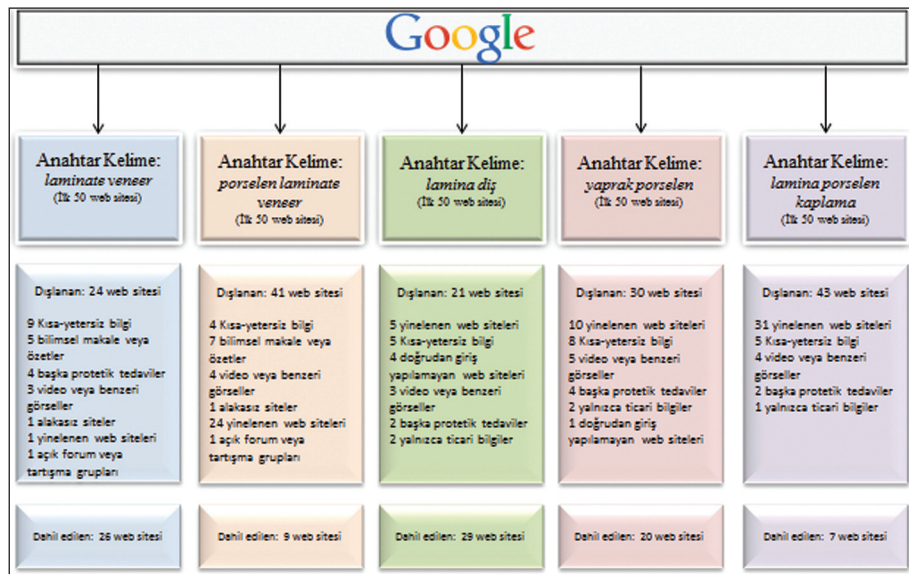 Google
Anahtar Kelime:
laminate veneer
(İlk 50 web sitesi)
Anahtar Kelime:
porselen laminate
veneer
(İlk 50 web sitesi)
Anahtar Kelime:
lamina diş
(İlk 50 web sitesi)
Anahtar Kelime:
yaprak porselen
(İlk 50 web sitesi)
Anahtar Kelime:
lamina porselen
kaplama
(İlk 50 web sitesi)
Dışlanan: 24 web sitesi
9 Kısa-yetersiz bilgi
5 bilimsel makale veya
özetler
4 başka protetik tedaviler
3 video veya benzeri
görseller
1 alakasız siteler
1 yinelenen web siteleri
1 açık forum veya
tartışma grupları
Dışlanan: 41 web sitesi
4 Kısa-yetersiz bilgi
7 bilimsel makale veya
özetler
4 video veya benzeri
görseller
1 alakasız siteler
24 yinelenen web siteleri
1 açık forum veya
tartışma grupları
Dışlanan: 21 web sitesi
5 yinelenen web siteleri
5 Kısa-yetersiz bilgi
4 doğrudan giriş
yapılamayan web siteleri
3 video veya benzeri
görseller
2 başka protetik tedaviler
2 yalnızca ticari bilgiler
Dışlanan: 30 web sitesi
10 yinelenen web siteleri
8 Kısa-yetersiz bilgi
5 video veya benzeri
görseller
4 başka protetik tedaviler
2 yalnızca ticari bilgiler
1 doğrudan giriş
yapılamayan web siteleri
Dışlanan: 43 web sitesi
31 yinelenen web siteleri
5 Kısa-yetersiz bilgi
4 video veya benzeri
görseller
2 başka protetik tedaviler
1 yalnızca ticari bilgiler
Dahil edilen: 26 web sitesi
Dahil edilen: 9 web sitesi
Dahil edilen: 29 web sitesi
Dahil edilen: 20 web sitesi
Dahil edilen: 7 web sitesi